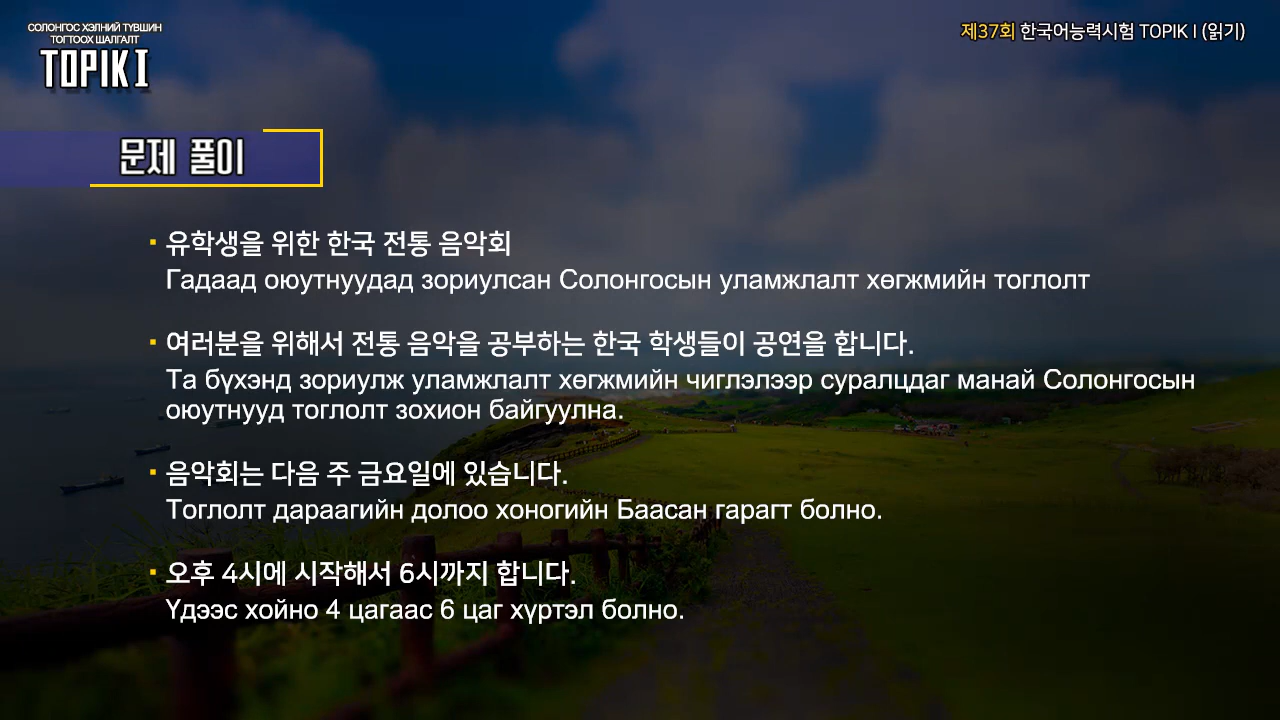 СОЛОНГОС ХЭЛНИЙ ТҮВШИН
ТОГТООХ ШАЛГАЛТ
TOPIK I
제37회 한국어능력시험 TOPIK I (읽기)
문제 풀이
· 유학생을 위한 한국 전통 음악회
Гадаад оюутнуудад зориулсан Солонгосын уламжлалт хөгжмийн тоглолт
· 여러분을 위해서 전통 음악을 공부하는 한국 학생들이 공연을 합니다.
Та бүхэнд зориулж уламжлалт хөгжмийн чиглэлээр суралцдаг манай Солонгосын
оюутнууд тоглолт зохион байгуулна.
· 음악회는 다음 주 금요일에 있습니다.
Тоглолт дараагийн долоо хоногийн Баасан гарагт болно.
· 오후 4시에 시작해서 6시까지 합니다.
Үдээс хойно 4 цагаас 6 цаг хүртэл болно.